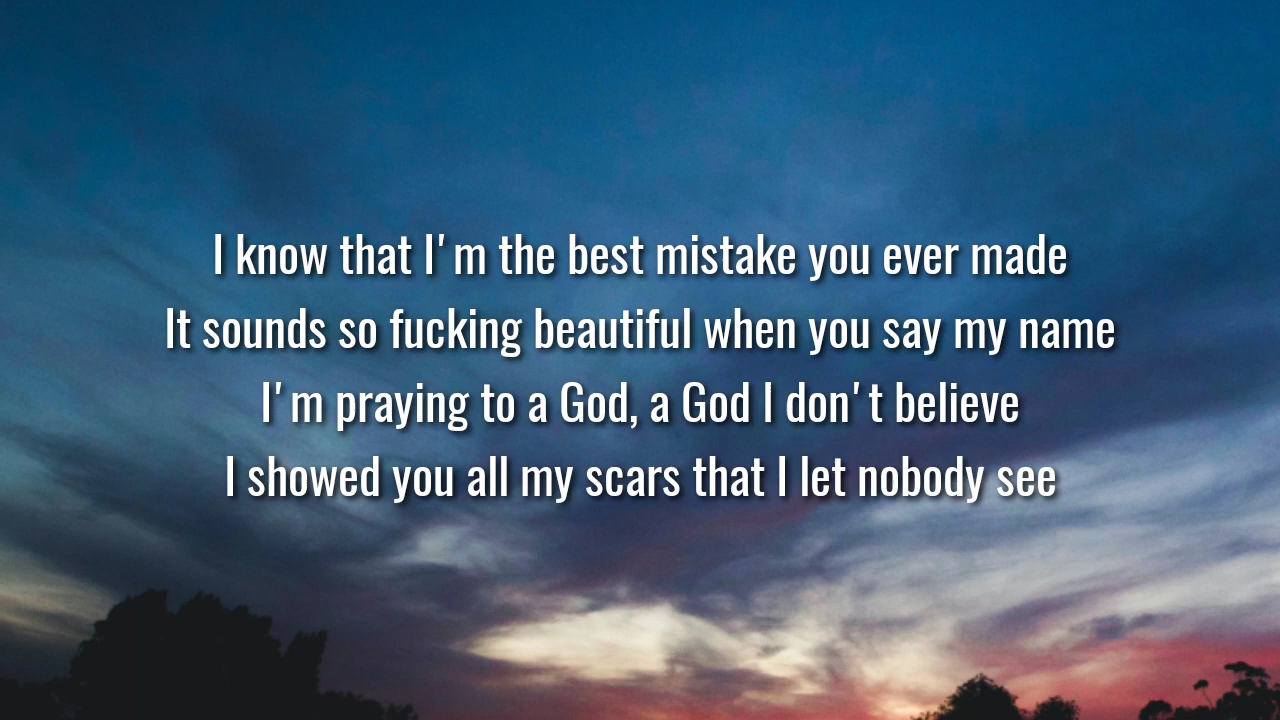 I know that I'm the best mistake you ever made
It sounds so fucking beautiful when you say my name
I'm praying to a God, a God I don't believe
I showed you all my scars that I let nobody see